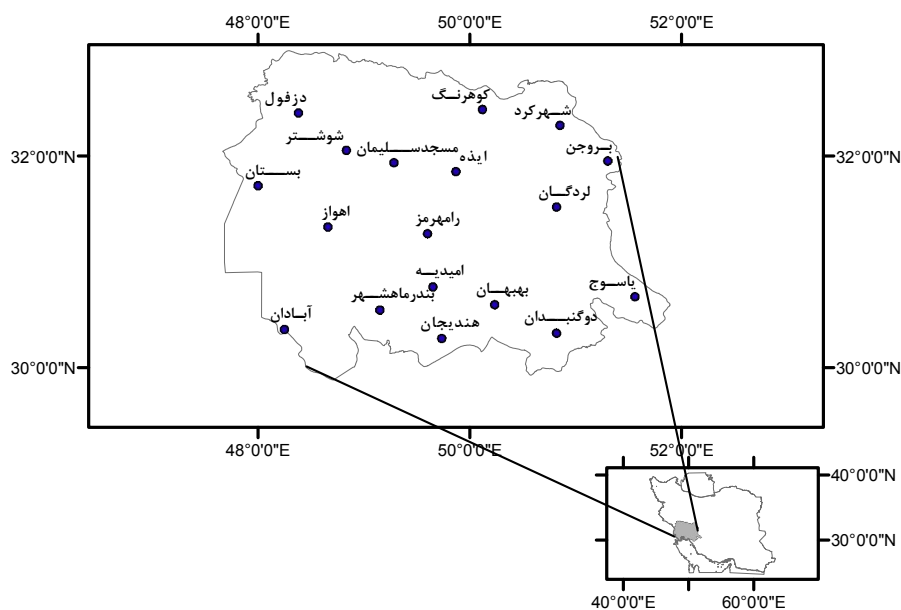 48°0'0"E 50°0'0"E 52°0'0"E
کوهرنگ
دزفول
شهرکرد
شوشتر
بروجن
مسجدسلیمان
ایذه
32°0'0"N 32°0'0"N
بستان
لردگان
اهواز
رامهرمز
امیدیه
یاسوج
بهبهان
بندرماهشهر
آبادان
هندیجان
دوگنبدان
30°0'0"N 30°0'0"N
48°0'0"E 50°0'0"E 52°0'0"E
40°0'0"N
30°0'0"N
40°0'0"E 60°0'0"E